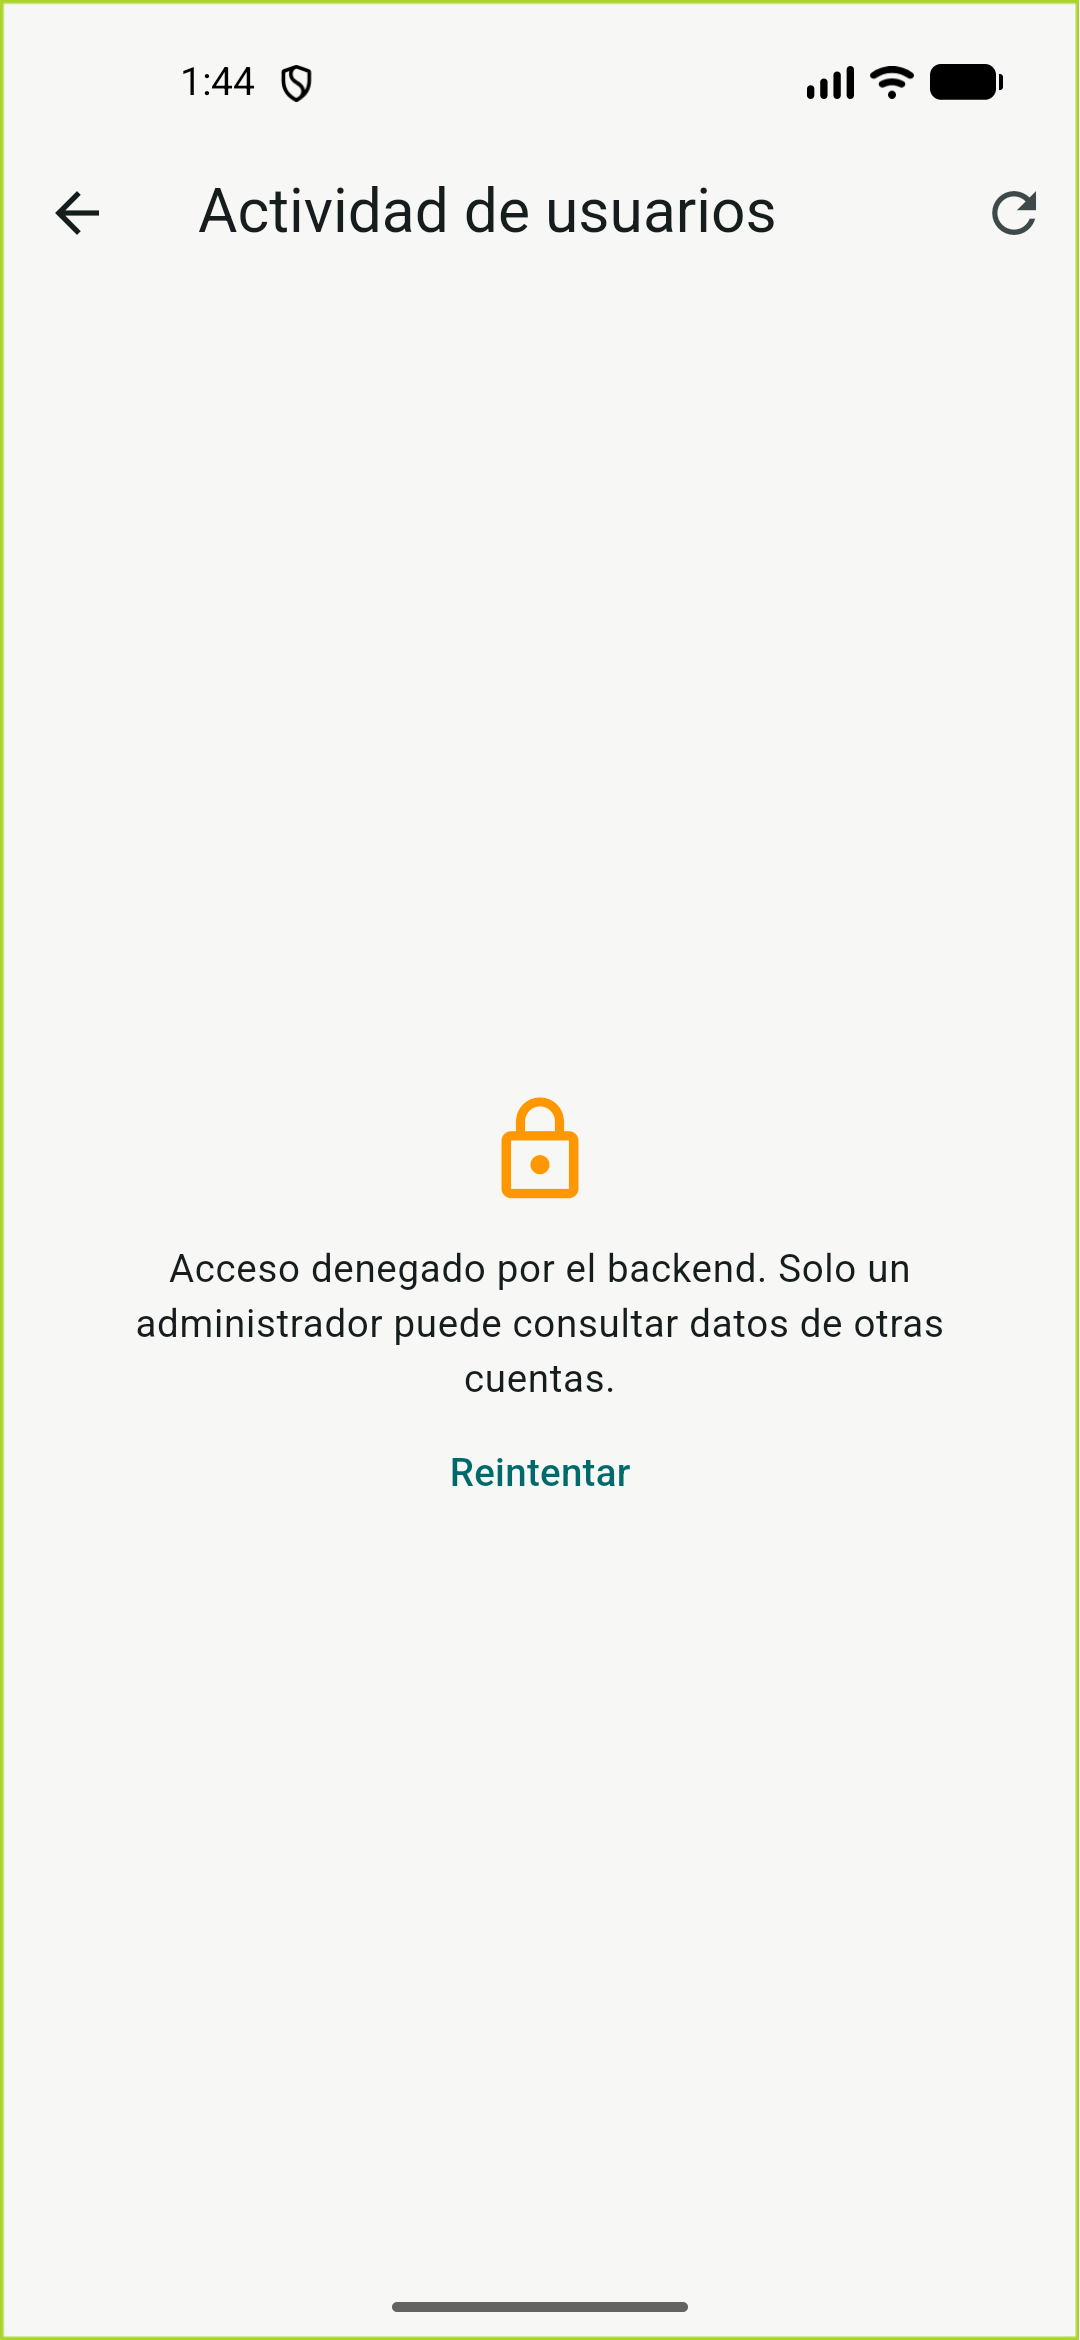 1:44
Actividad de usuarios
Acceso denegado por el backend. Solo un
administrador puede consultar datos de otras
cuentas.
Reintentar